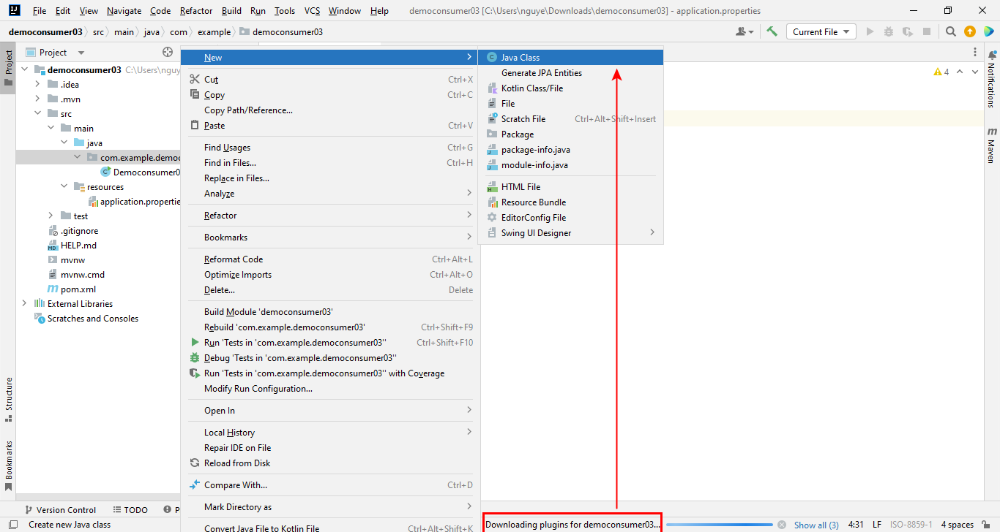 File Edit View Navigate Code Refactor Build Run Tools VCS Window Help democonsumer03 [C:\Users\nguye\Downloads\democonsumer03] - application.properties
democonsumer03 src main java com example democonsumer03 Current File
Project
Project
democonsumer03 C:\Users\nguy
.idea
.mvn
src
main
java
com.example.democ
Democonsumer0
resources
application.propertie
test
.gitignore
HELP.md
mvnw
mvnw.cmd
pom.xml
External Libraries
Scratches and Consoles
Structure
Bookmarks
New
Cut Ctrl+X
Copy Ctrl+C
Copy Path/Reference...
Paste Ctrl+V
Find Usages Ctrl+G
Find in Files... Ctrl+H
Replace in Files...
Analyze
Refactor
Bookmarks
Reformat Code Ctrl+Alt+L
Optimize Imports Ctrl+Alt+O
Delete... Delete
Build Module 'democonsumer03'
Rebuild 'com.example.democonsumer03' Ctrl+Shift+F9
Run 'Tests in 'com.example.democonsumer03'' Ctrl+Shift+F10
Debug 'Tests in 'com.example.democonsumer03''
Run 'Tests in 'com.example.democonsumer03'' with Coverage
Modify Run Configuration...
Open In
Local History
Repair IDE on File
Reload from Disk
Compare With... Ctrl+D
Mark Directory as
Convert Java File to Kotlin File Ctrl+Alt+Shift+K
Java Class
Generate JPA Entities
Kotlin Class/File
File
Scratch File Ctrl+Alt+Shift+Insert
Package
package-info.java
module-info.java
HTML File
Resource Bundle
EditorConfig File
Swing UI Designer
4
Notifications
Maven
Version Control TODO P
Create new Java class
Downloading plugins for democonsumer03... Show all (3) 4:31 LF ISO-8859-1 4 spaces